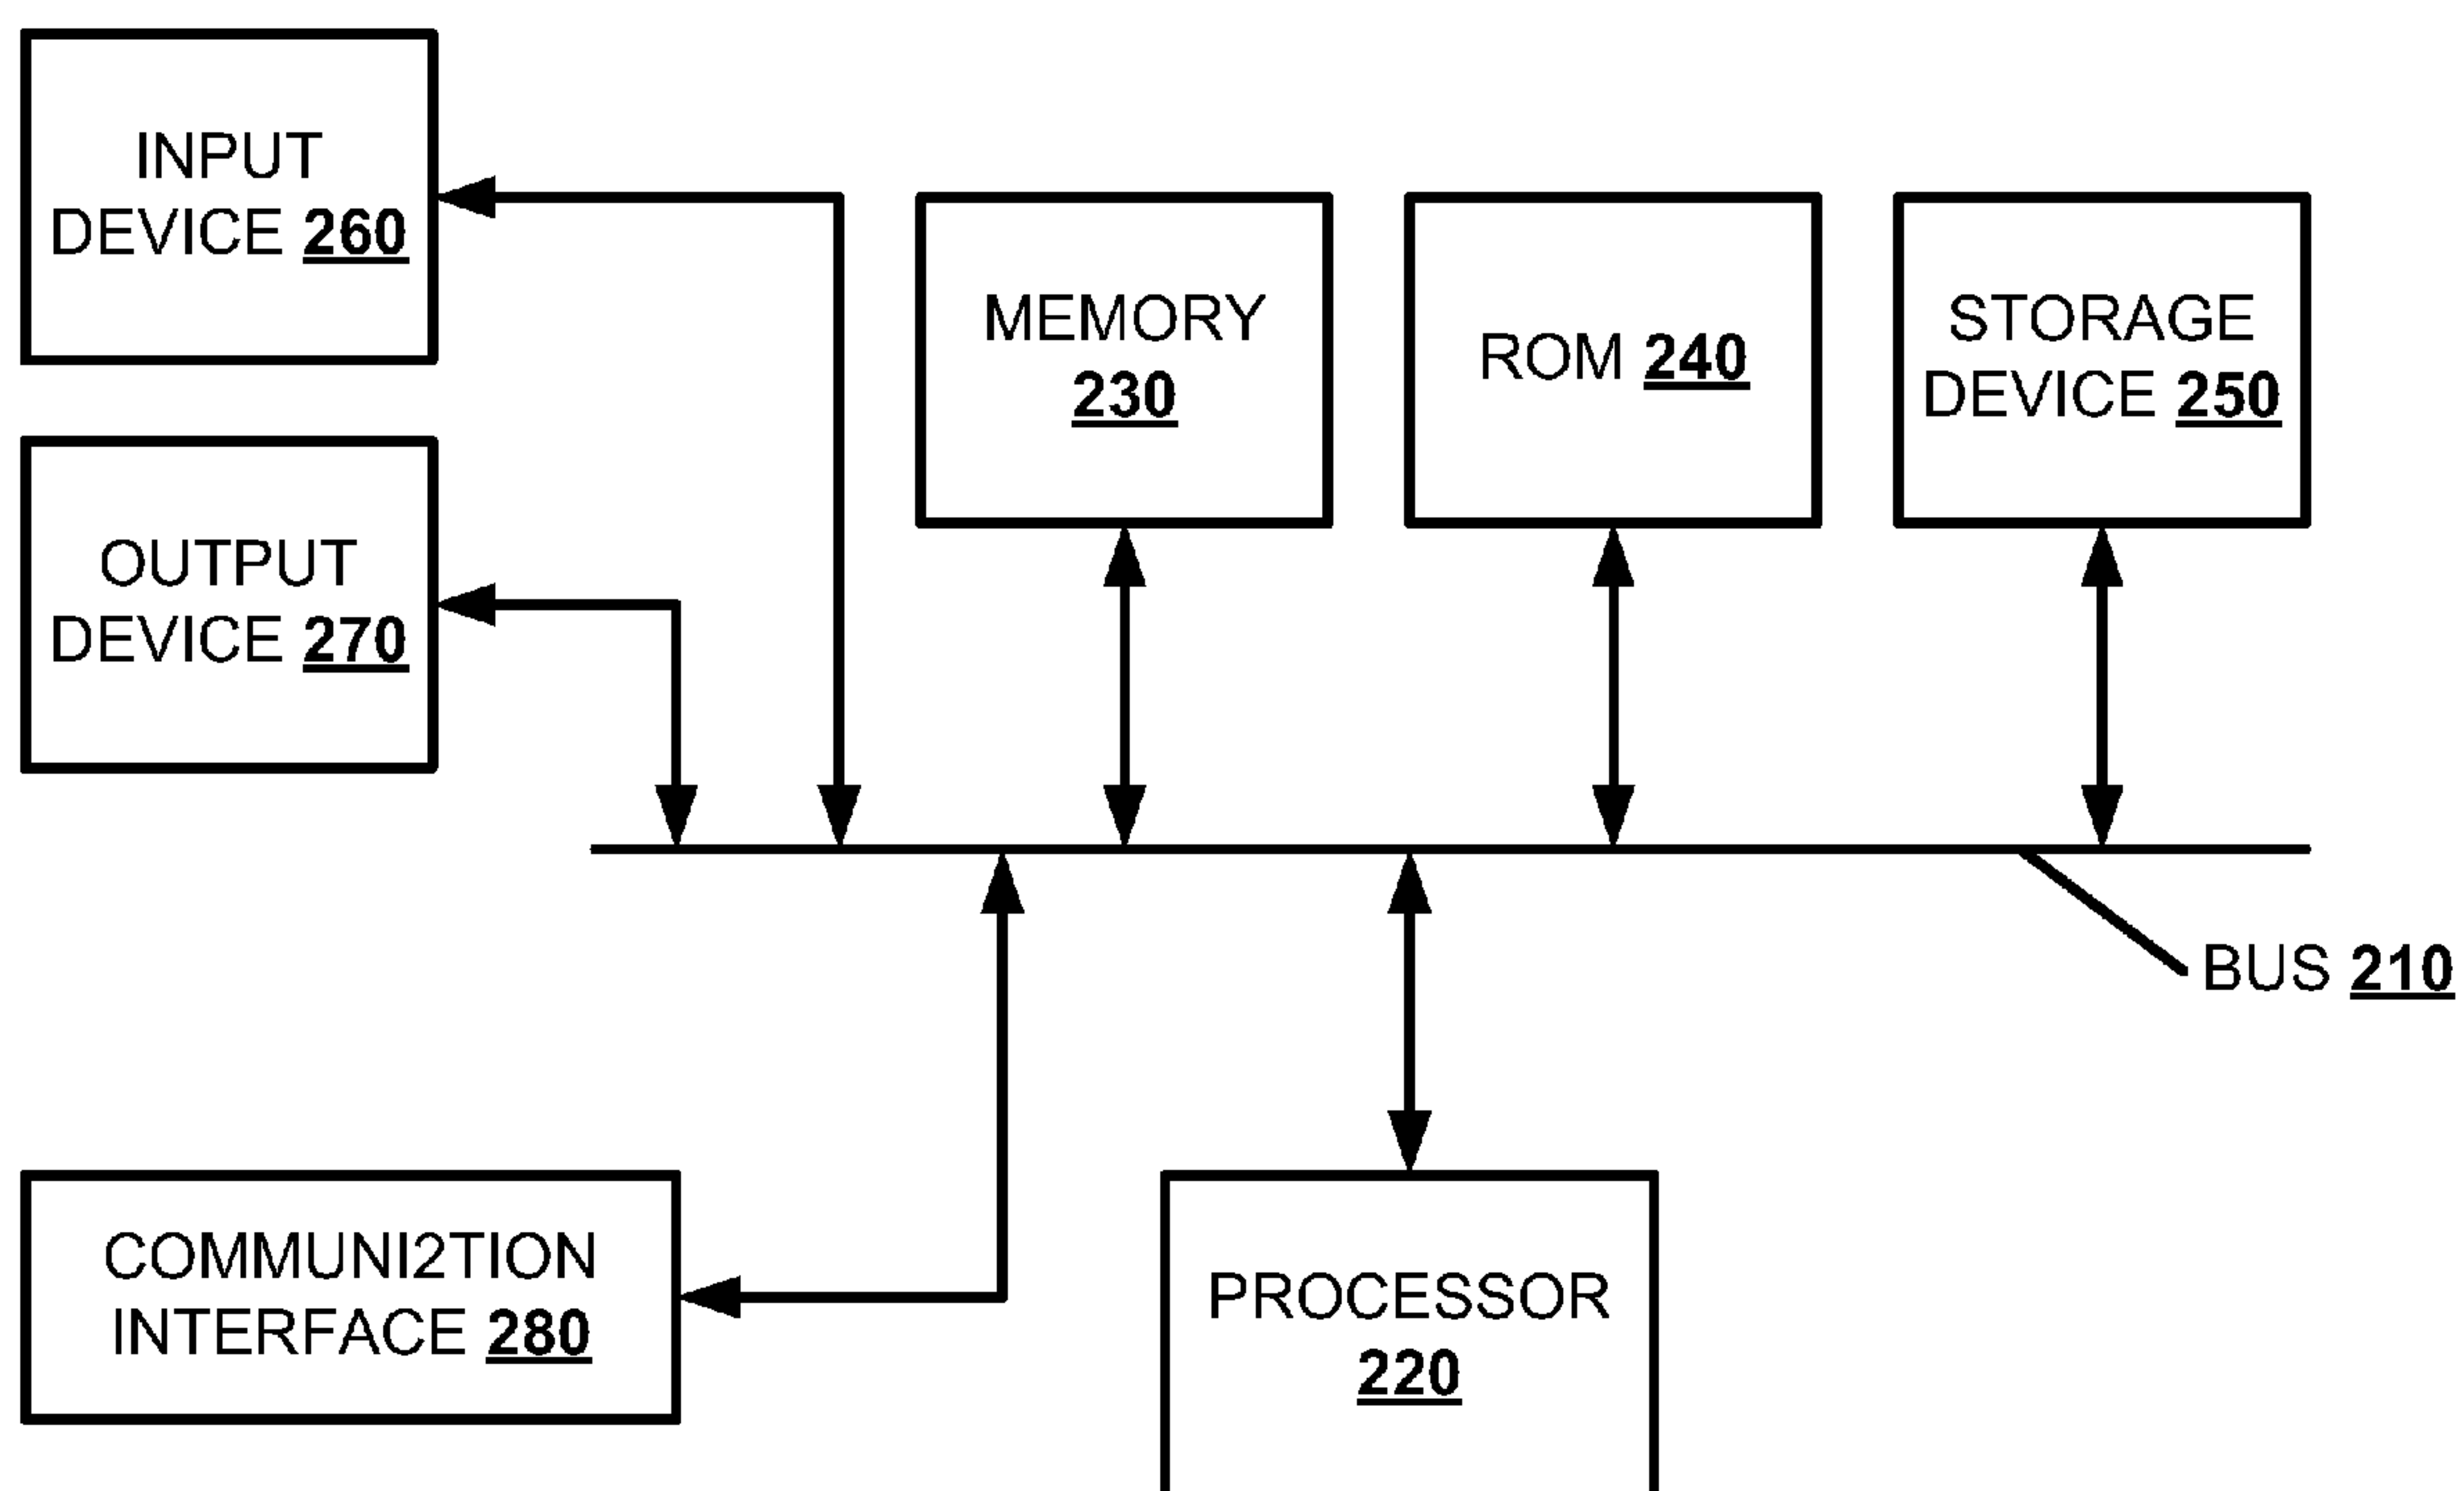 INPUT
DEVICE 260
MEMORY
230
ROM 240
STORAGE
DEVICE 250
OUTPUT
DEVICE 270
BUS 210
COMMUNI2TION
INTERFACE 280
PROCESSOR
220